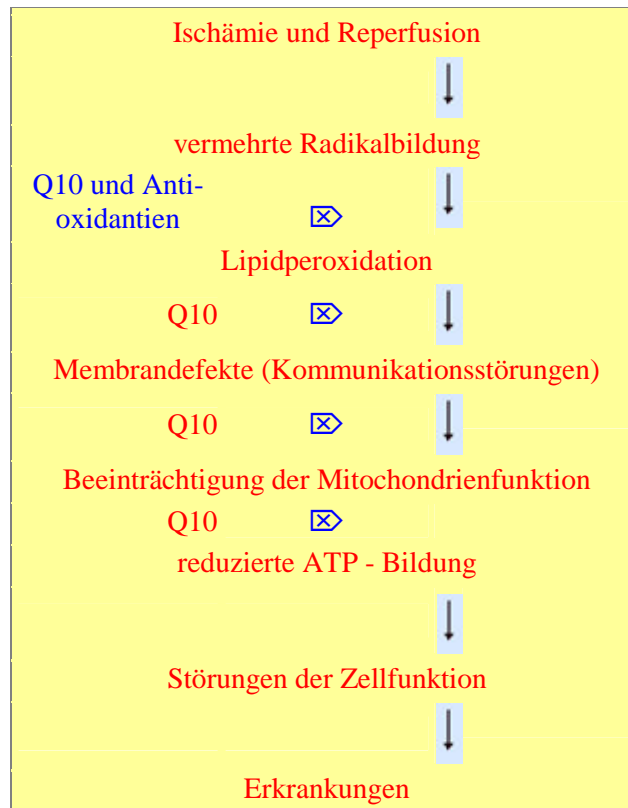 Ischämie und Reperfusion
vermehrte Radikalbildung
Q10 und Anti-
oxidantien
Lipidperoxidation
Q10
Membrandefekte (Kommunikationsstörungen)
Q10
Beeinträchtigung der Mitochondrienfunktion
Q10
reduzierte ATP - Bildung
Störungen der Zellfunktion
Erkrankungen